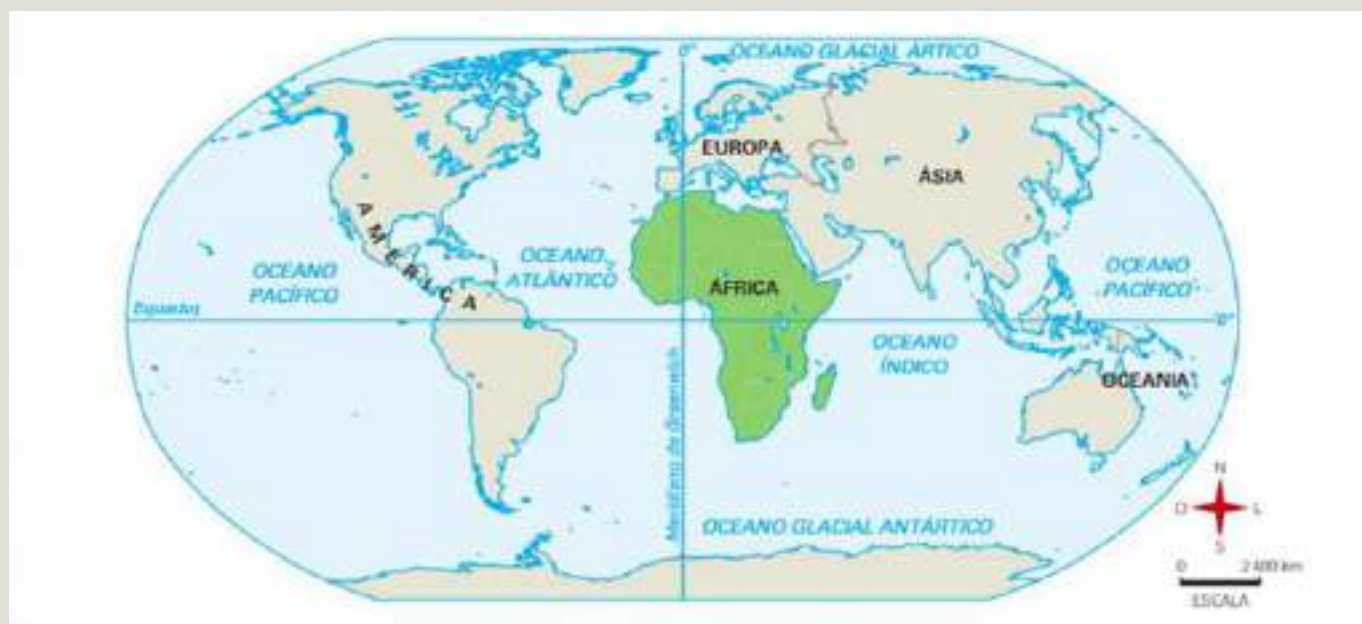 OCEANO GLACIAL ÁRTICO
0°
EUROPA
ÁSIA
AMÉRICA
OCEANO
ATLÂNTICO
OCEANO
PACÍFICO
ÁFRICA
OCEANO
PACÍFICO
Equador
0°
OCEANO
ÍNDICO
OCEANIA
Meridiano de Greenwich
OCEANO GLACIAL ANTÁRTICO
N
O
L
S
0
2 400 km
ESCALA